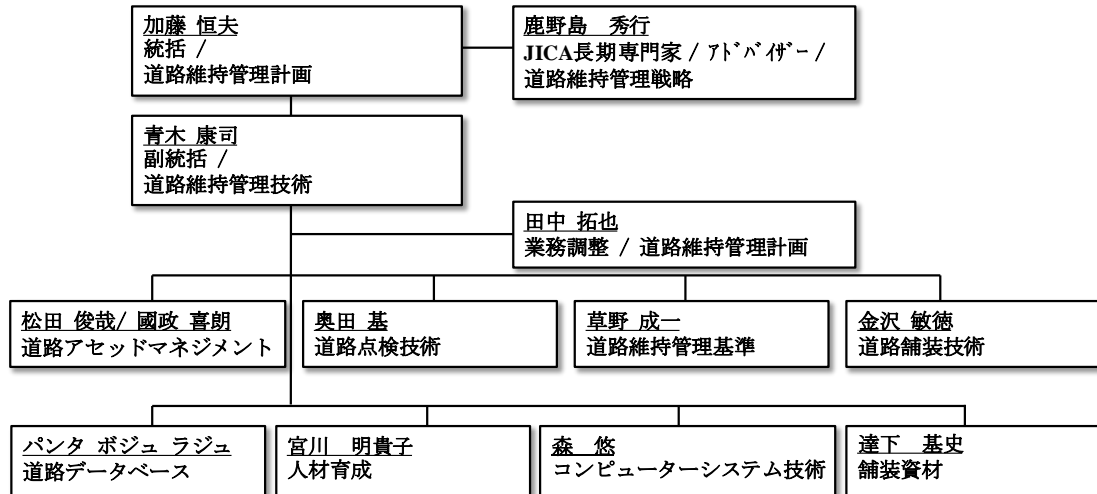 加藤 恒夫
統括 /
道路維持管理計画
鹿野島　秀行
JICA長期専門家 / ｱﾄﾞﾊﾞｲｻﾞｰ /
道路維持管理戦略
青木 康司
副統括 /
道路維持管理技術
田中 拓也
業務調整 / 道路維持管理計画
松田 俊哉/ 國政 喜朗
道路アセッドマネジメント
奥田 基
道路点検技術
草野 成一
道路維持管理基準
金沢 敏徳
道路舗装技術
パンタ ボジュ ラジュ
道路データベース
宮川　明貴子
人材育成
森　悠
コンピューターシステム技術
達下　基史
舗装資材